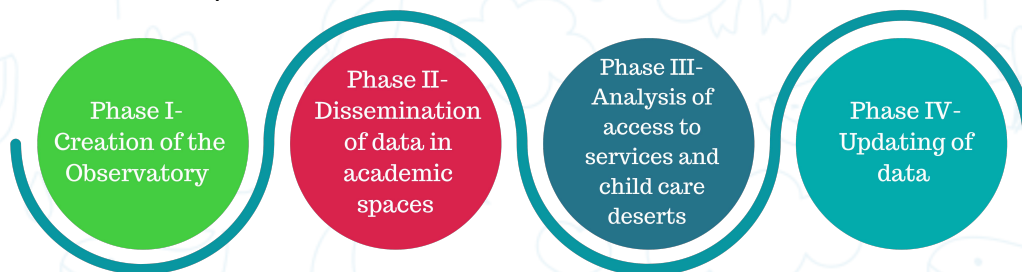 Phase I-
Creation of the
Observatory
Phase II-
Dissemination
of data in
academic
spaces
Phase III-
Analysis of
access to
services and
child care
deserts
Phase IV-
Updating of
data